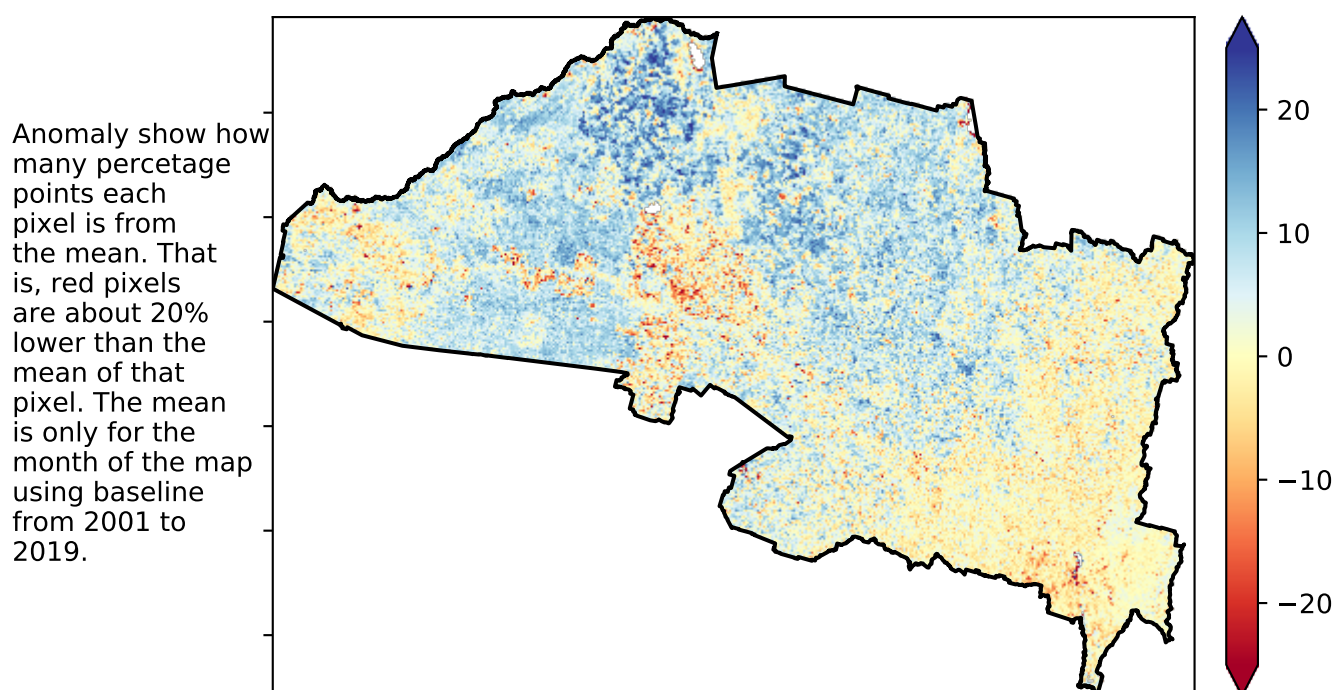 Anomaly show how
many percetage
points each
pixel is from
the mean. That
is, red pixels
are about 20%
lower than the
mean of that
pixel. The mean
is only for the
month of the map
using baseline
from 2001 to
2019.
20
10
0
−10
−20